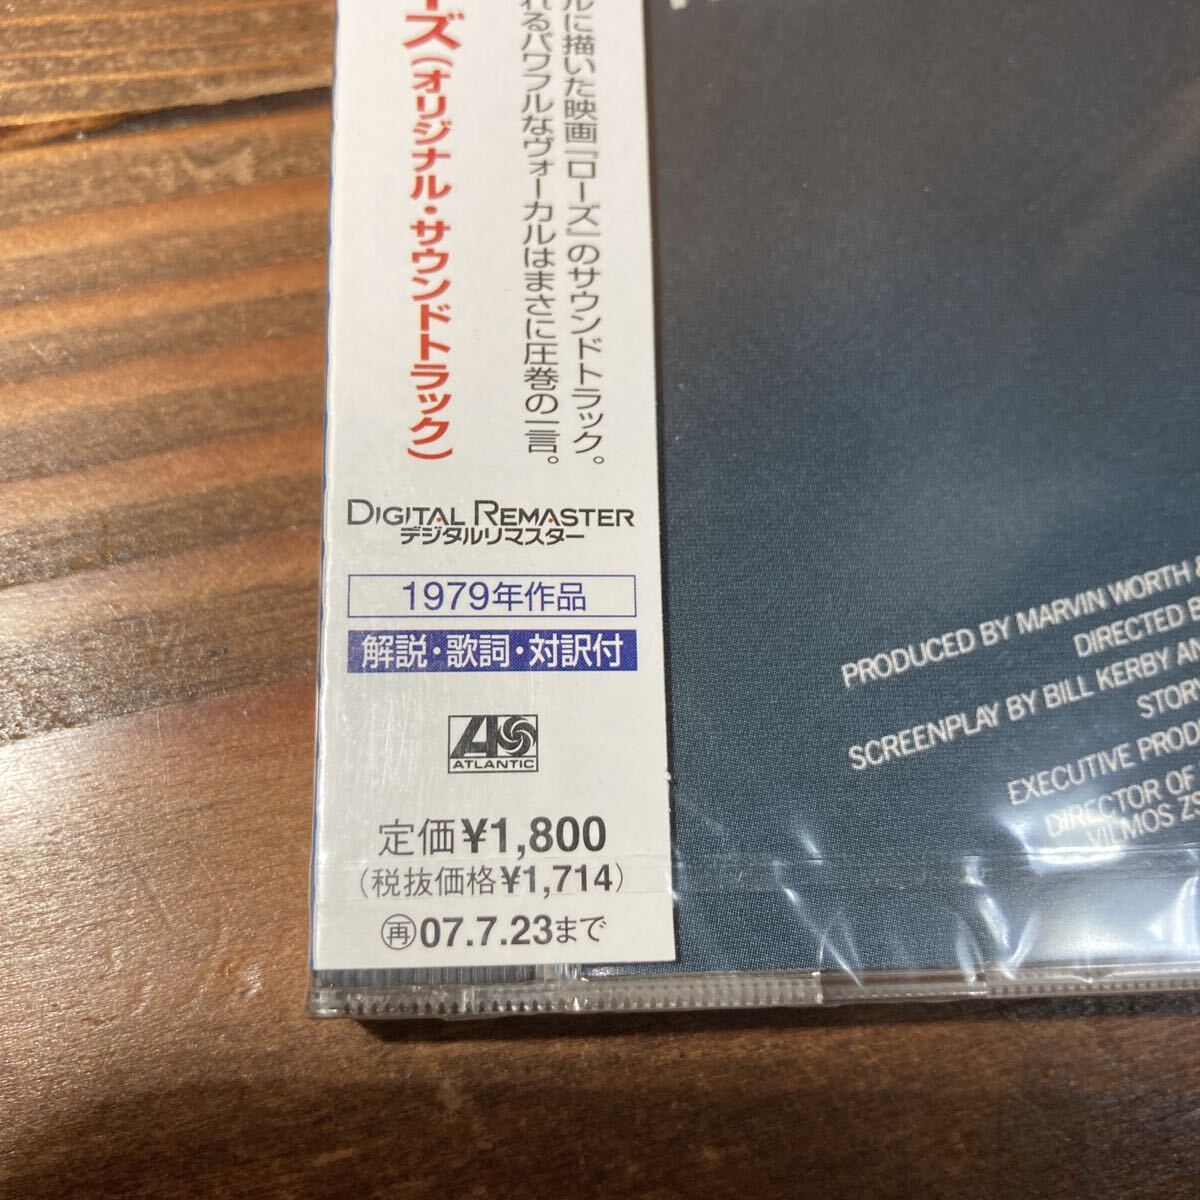 ルに描いた映画『ローズ』のサウンドトラック。
れるパワフルなヴォーカルはまさに圧巻の一言。
ーズ(オリジナル・サウンドトラック)
DIGITAL REMASTER
デジタルリマスター
1979年作品
解説・歌詞・対訳付
ATLANTIC
定価¥1,800
(税抜価格¥1,714)
再07.7.23まで
PRODUCED BY MARVIN WORTH &
DIRECTED
SCREENPLAY BY BILL KERBY AN
STORY
EXECUTIVE PROD
DIRECTOR OF
VILMOS